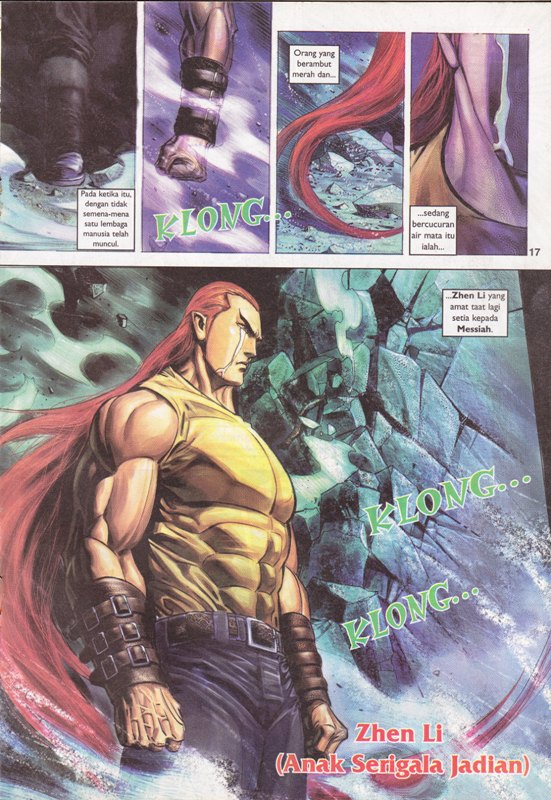 Pada ketika itu,
dengan tidak
semena-mena
satu lembaga
manusia telah
muncul.
KLONG...
Orang yang
berambut
merah dan...
...sedang
bercucuran
air mata itu
ialah...
17
...Zhen Li yang
amat taat lagi
setia kepada
Messiah.
KLONG...
KLONG...
Zhen Li
(Anak Serigala Jadian)